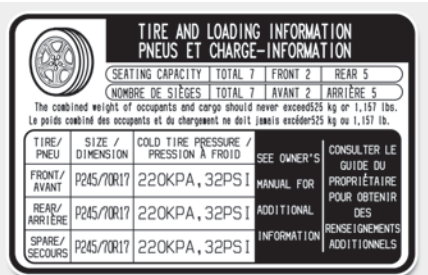 TIRE AND LOADING INFORMATION
PNEUS ET CHARGE-INFORMATION
SEATING CAPACITY TOTAL 7 FRONT 2 REAR 5
NOMBRE DE SIÈGES TOTAL 7 AVANT 2 ARRIÈRE 5
The combined weight of occupants and cargo should never exceed525 kg or 1,157 lbs.
Le poids combiné des occupants et du chargement ne doit jamais excéder525 kg ou 1,157 lb.
TIRE/
PNEU
SIZE /
DIMENSION
COLD TIRE PRESSURE /
PRESSION À FROID
FRONT/
AVANT
P245/70R17
220KPA,32PSI
REAR/
ARRIÈRE
P245/70R17
220KPA,32PSI
SPARE/
SECOURS
P245/70R17
220KPA,32PSI
SEE OWNER'S
MANUAL FOR
ADDITIONAL
INFORMATION
CONSULTER LE
GUIDE DU
PROPRIÉTAIRE
POUR OBTENIR
DES
RENSEIGNEMENTS
ADDITIONNELS